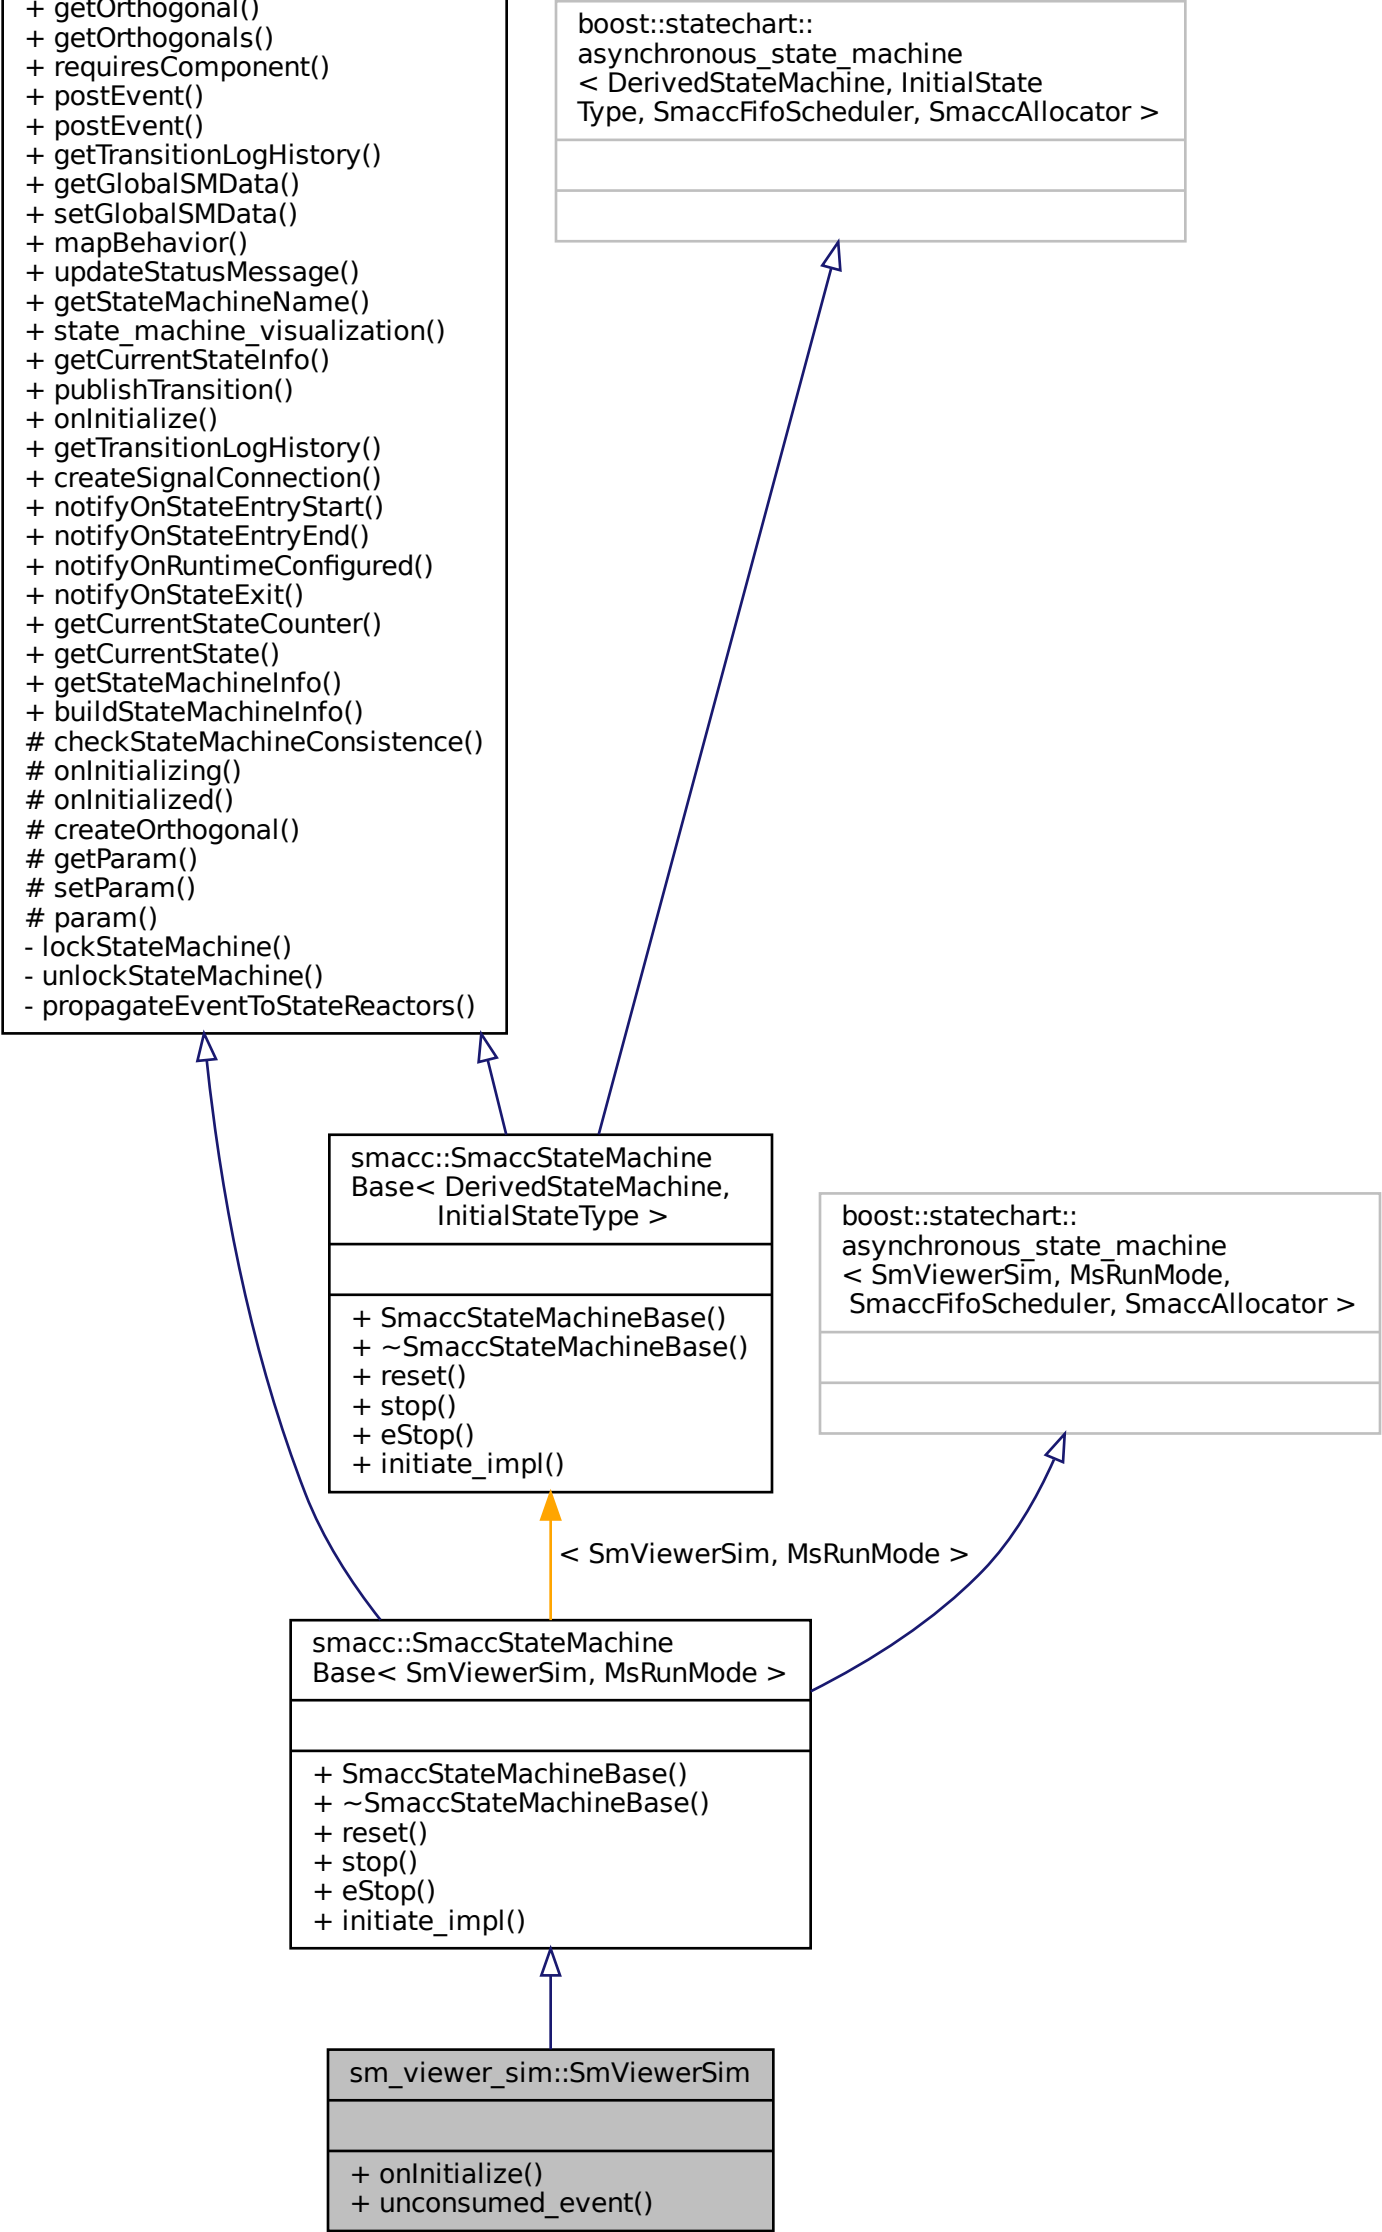 + getOrthogonal()
+ getOrthogonals()
+ requiresComponent()
+ postEvent()
+ postEvent()
+ getTransitionLogHistory()
+ getGlobalSMData()
+ setGlobalSMData()
+ mapBehavior()
+ updateStatusMessage()
+ getStateMachineName()
+ state_machine_visualization()
+ getCurrentStateInfo()
+ publishTransition()
+ onInitialize()
+ getTransitionLogHistory()
+ createSignalConnection()
+ notifyOnStateEntryStart()
+ notifyOnStateEntryEnd()
+ notifyOnRuntimeConfigured()
+ notifyOnStateExit()
+ getCurrentStateCounter()
+ getCurrentState()
+ getStateMachineInfo()
+ buildStateMachineInfo()
# checkStateMachineConsistence()
# onInitializing()
# onInitialized()
# createOrthogonal()
# getParam()
# setParam()
# param()
- lockStateMachine()
- unlockStateMachine()
- propagateEventToStateReactors()
boost::statechart::
asynchronous_state_machine
< DerivedStateMachine, InitialState
Type, SmaccFifoScheduler, SmaccAllocator >
smacc::SmaccStateMachine
Base< DerivedStateMachine,
InitialStateType >
+ SmaccStateMachineBase()
+ ~SmaccStateMachineBase()
+ reset()
+ stop()
+ eStop()
+ initiate_impl()
boost::statechart::
asynchronous_state_machine
< SmViewerSim, MsRunMode,
SmaccFifoScheduler, SmaccAllocator >
< SmViewerSim, MsRunMode >
smacc::SmaccStateMachine
Base< SmViewerSim, MsRunMode >
+ SmaccStateMachineBase()
+ ~SmaccStateMachineBase()
+ reset()
+ stop()
+ eStop()
+ initiate_impl()
sm_viewer_sim::SmViewerSim
+ onInitialize()
+ unconsumed_event()